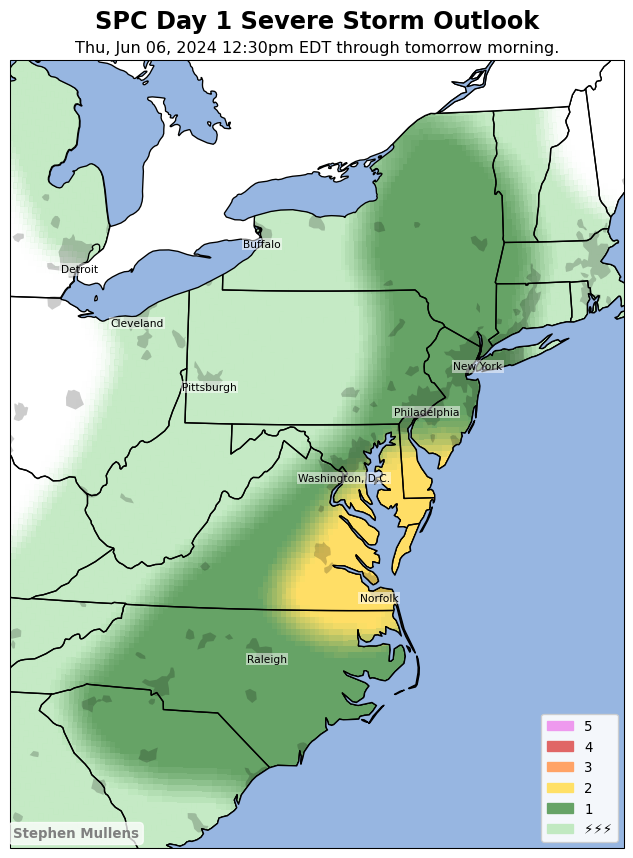 SPC Day 1 Severe Storm Outlook
Thu, Jun 06, 2024 12:30pm EDT through tomorrow morning.
Buffalo
Detroit
Cleveland
New York
Pittsburgh
Philadelphia
Washington, D.C.
Norfolk
Raleigh
5
4
3
2
1
⚡⚡⚡
Stephen Mullens